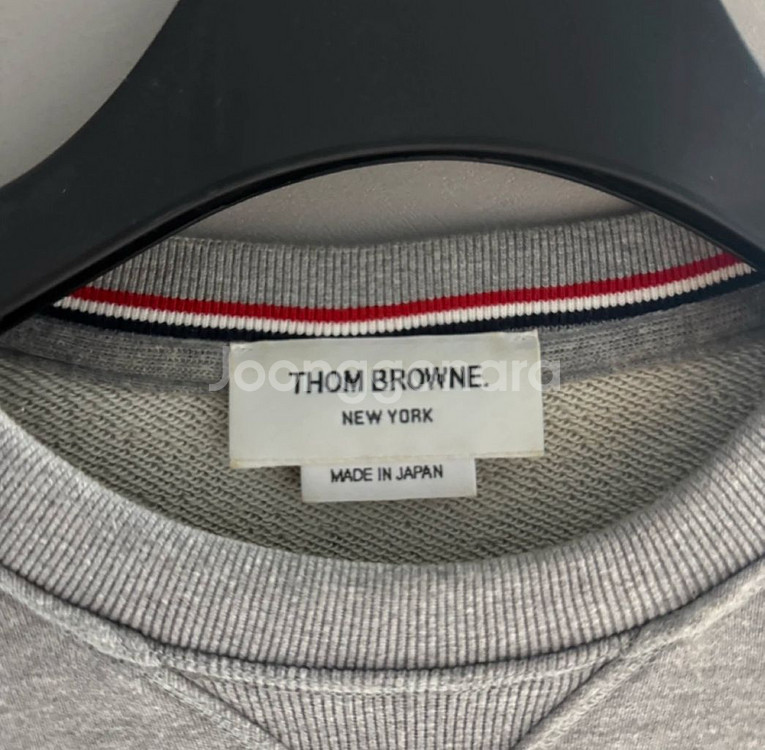 Joonggonara
THOM BROWNE.
NEW YORK
MADE IN JAPAN